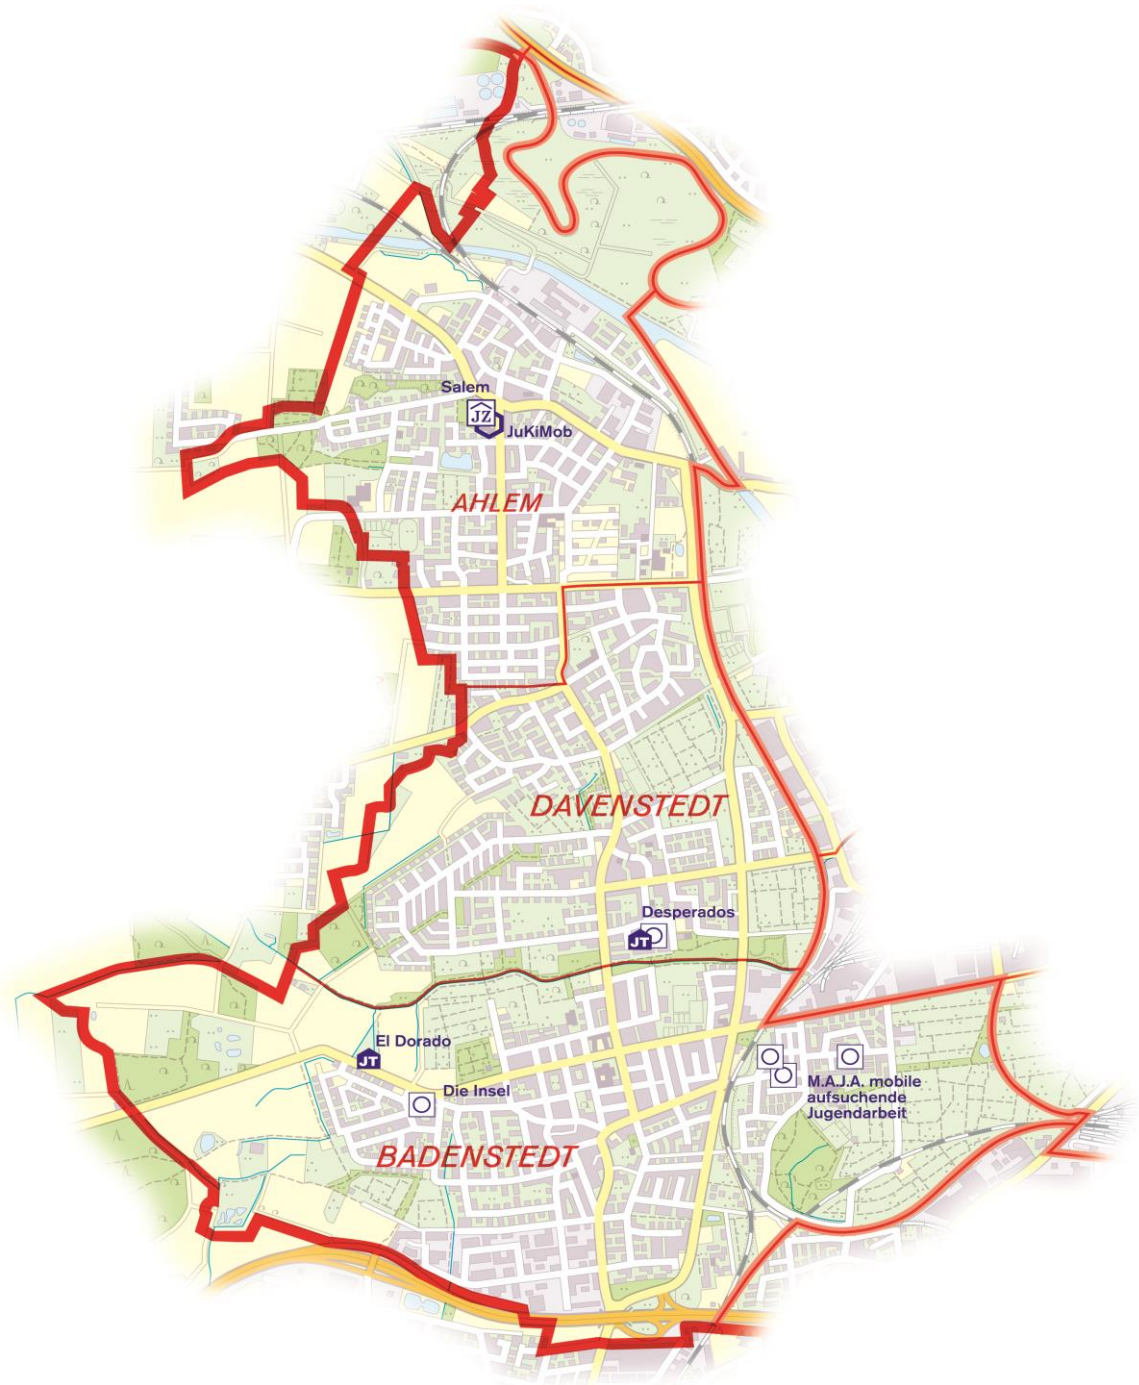 Salem
JZ
JuKiMob
AHLEM
DAVENSTEDT
Desperados
JT
El Dorado
JT
Die Insel
M.A.J.A. mobile
aufsuchende
Jugendarbeit
BADENSTEDT